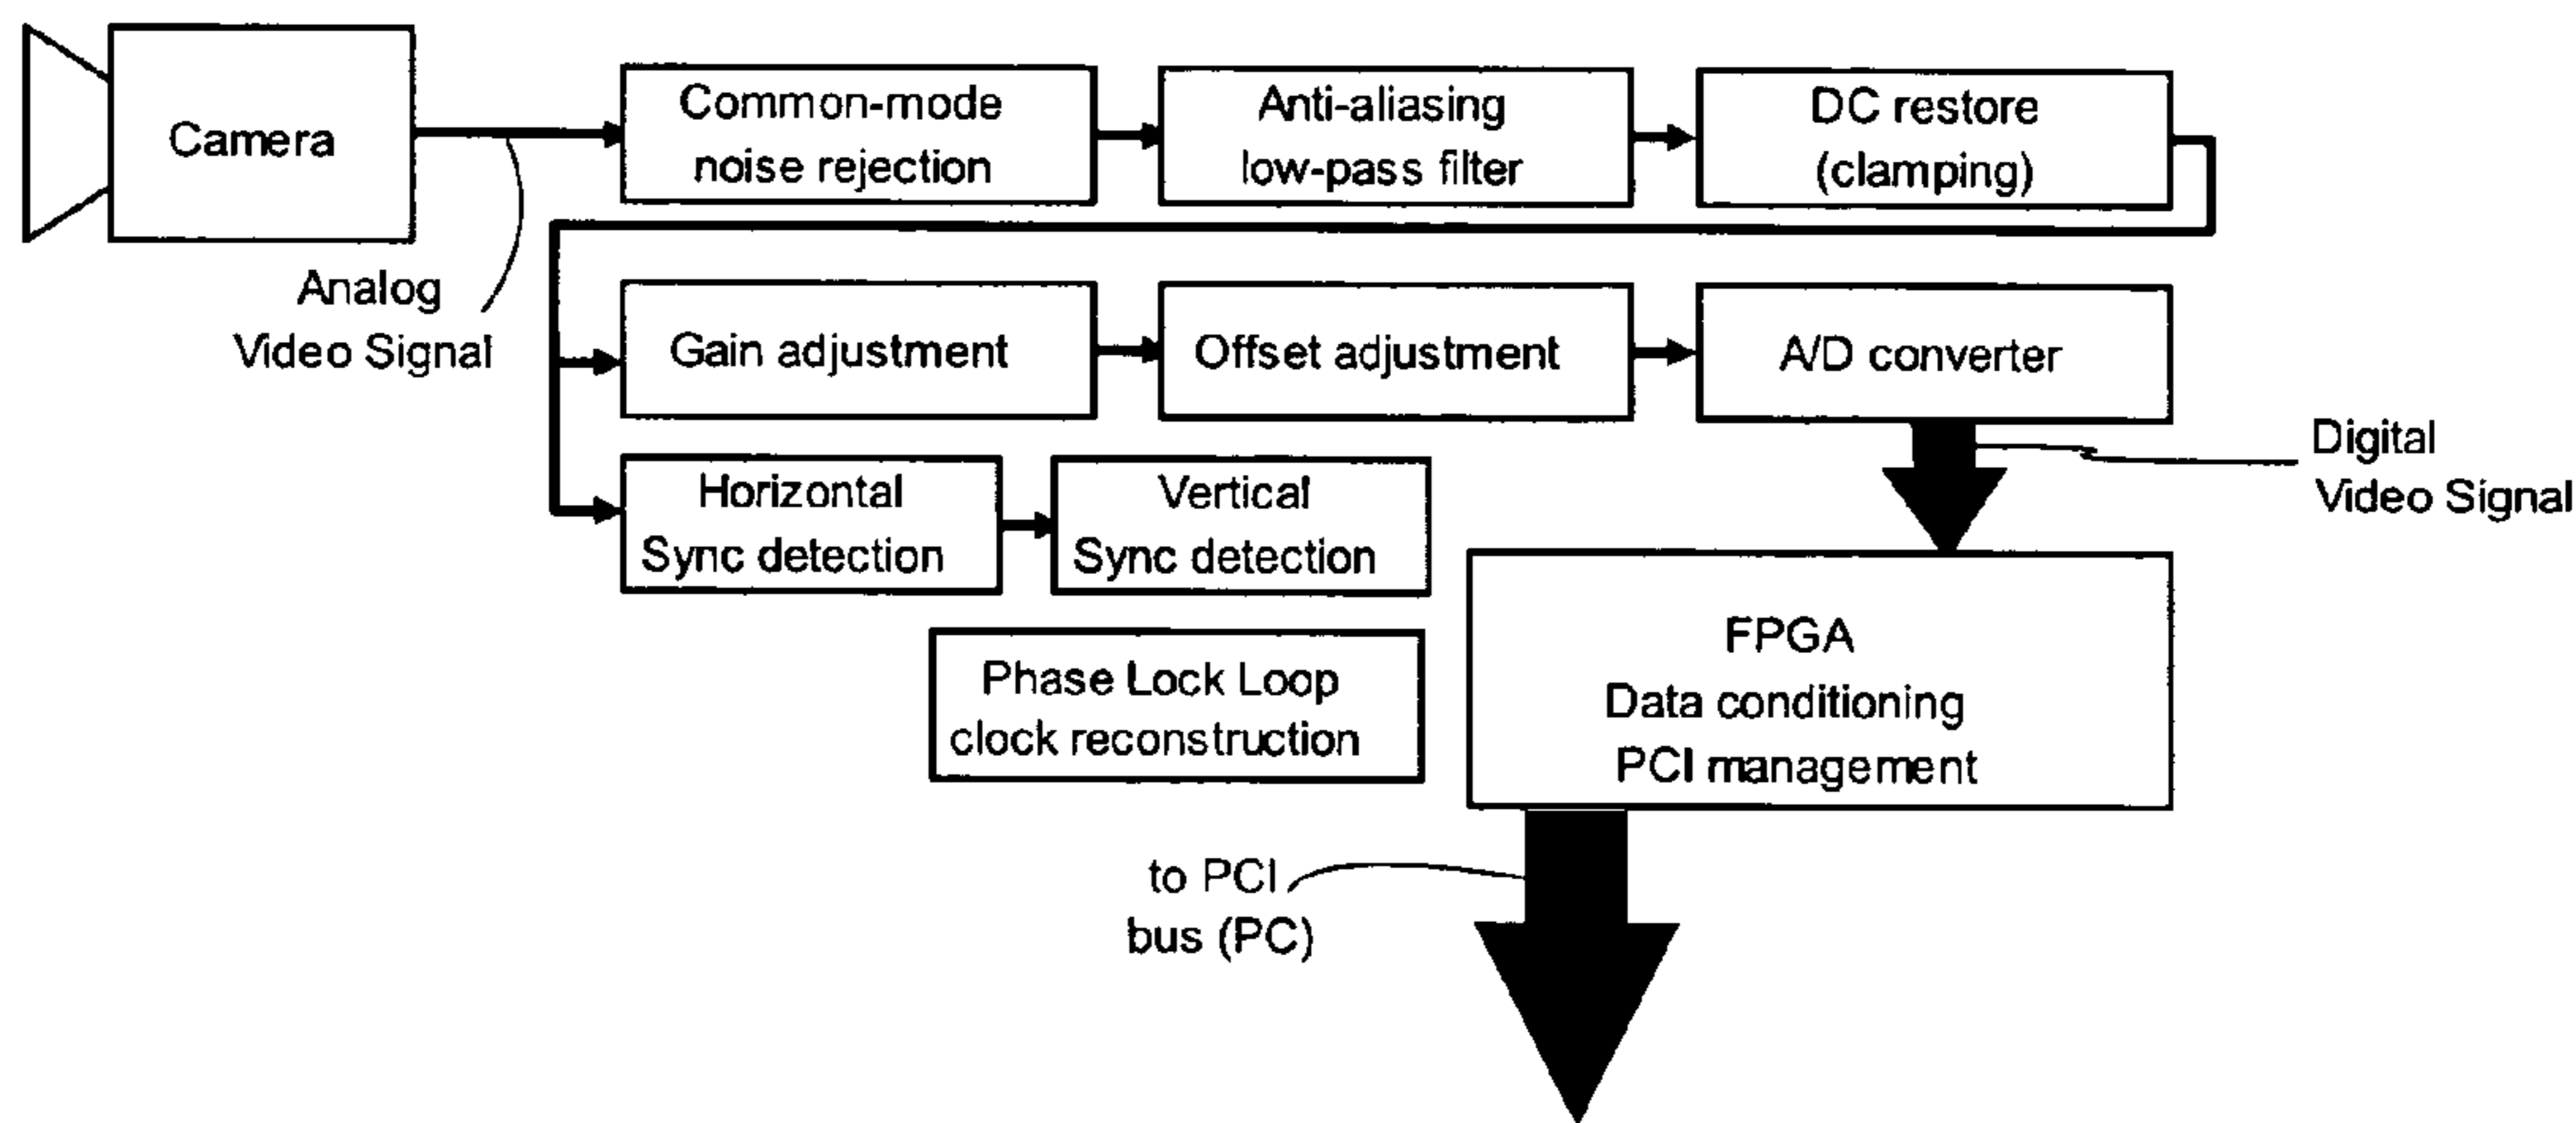 Camera
Common-mode
noise rejection
Anti-aliasing
low-pass filter
DC restore
(clamping)
Analog
Video Signal
Gain adjustment
Offset adjustment
A/D converter
Digital
Video Signal
Horizontal
Sync detection
Vertical
Sync detection
Phase Lock Loop
clock reconstruction
FPGA
Data conditioning
PCI management
to PCI
bus (PC)